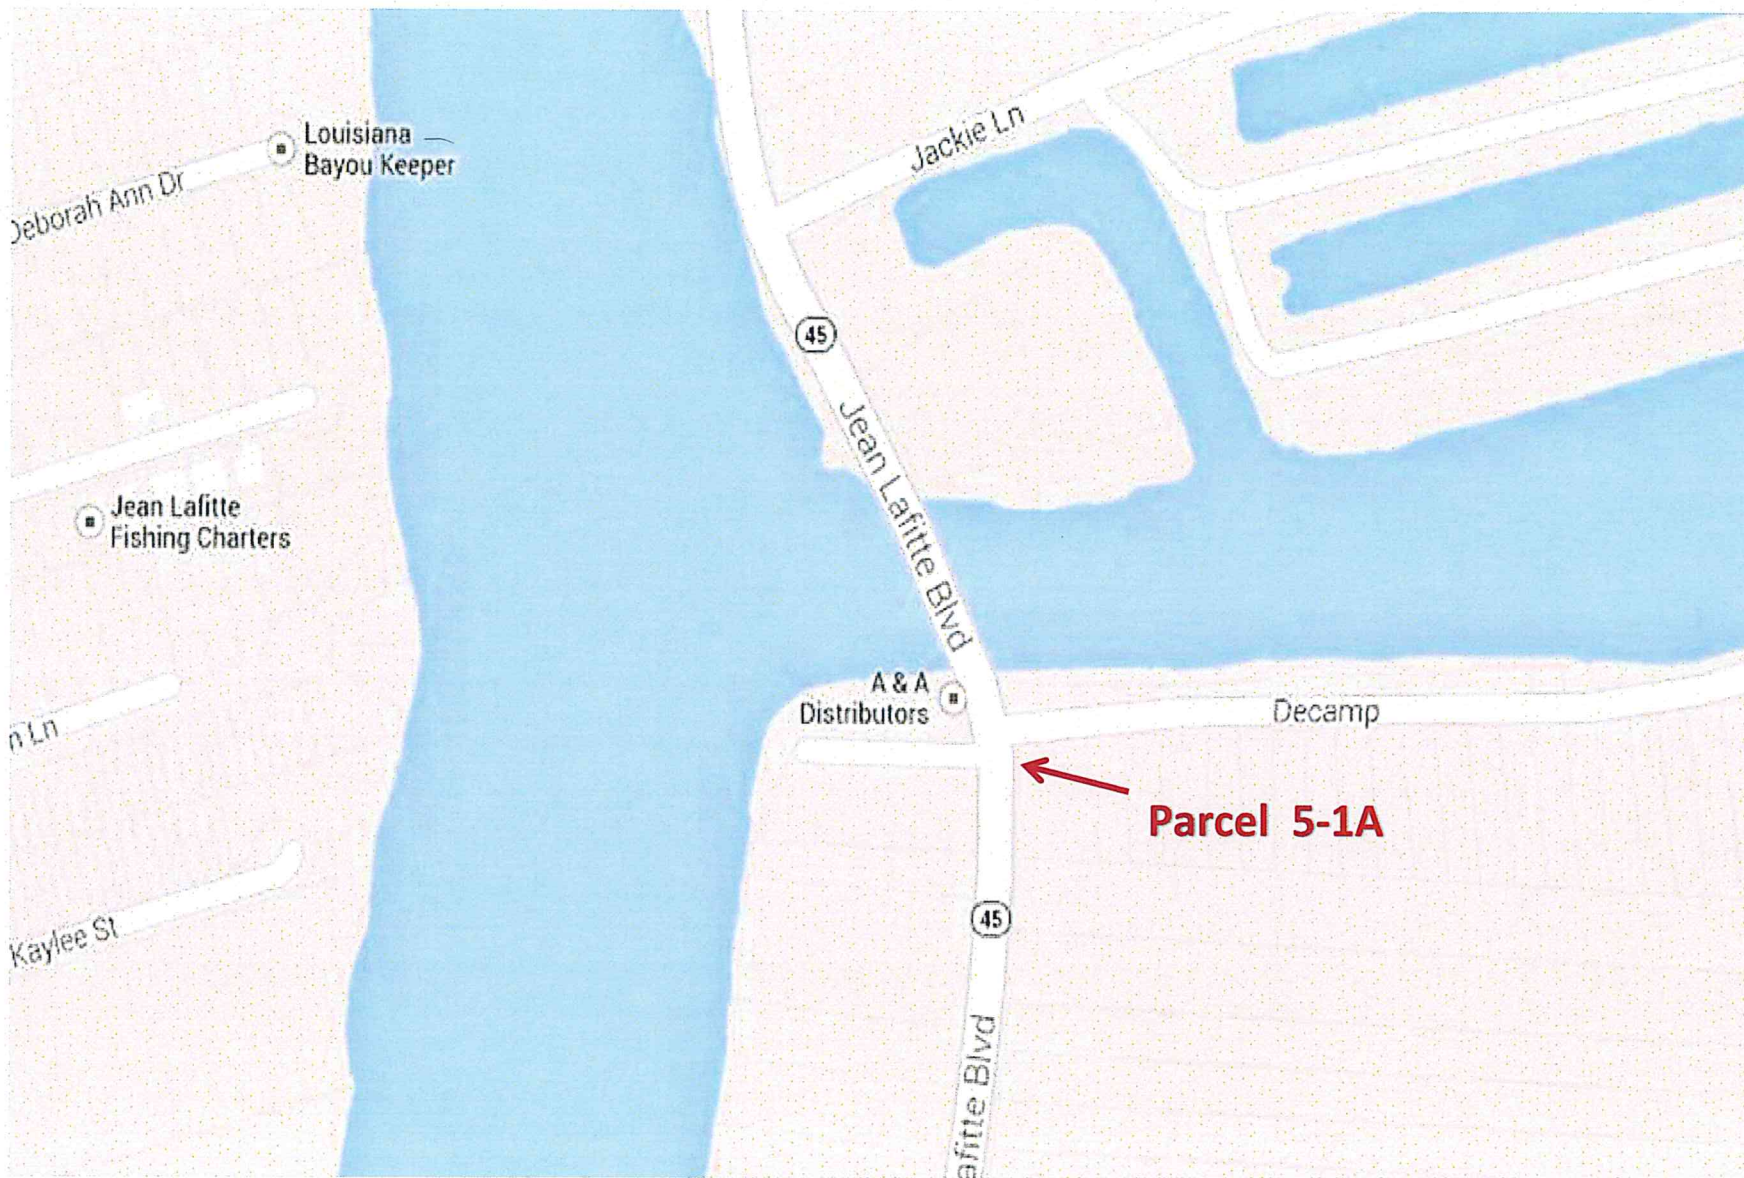 Louisiana
Bayou Keeper
Deborah Ann Dr
Jackie Ln
45
Jean Lafitte Blvd
Jean Lafitte
Fishing Charters
A & A
Distributors
Decamp
n Ln
Parcel 5-1A
Kaylee St
45
afitte Blvd